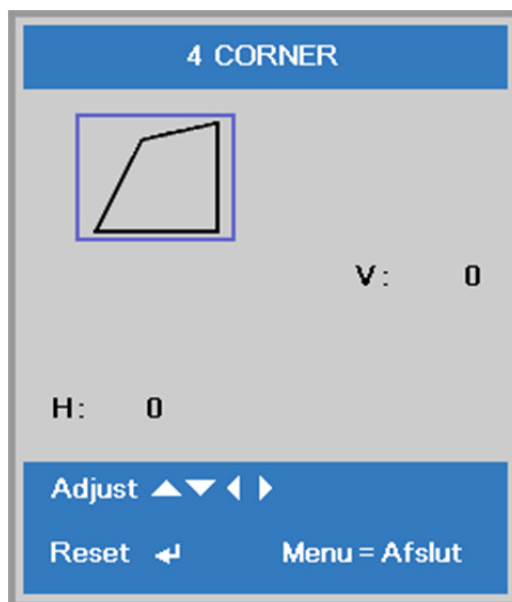 4 CORNER
V: 0
H: 0
Adjust
Reset Menu = Afslut